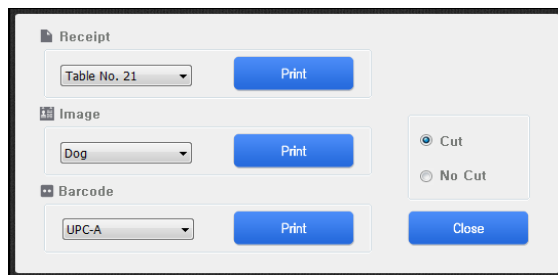 Receipt
Table No. 21
Print
Image
Dog
Print
Cut
No Cut
Barcode
UPC-A
Print
Close